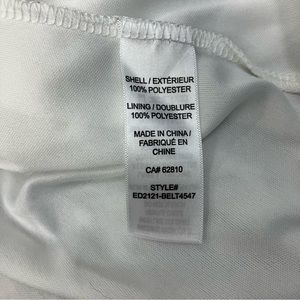 SHELL / EXTÉRIEUR
100% POLYESTER
LINING / DOUBLURE
100% POLYESTER
MADE IN CHINA /
FABRIQUÉ EN
CHINE
CA# 62810
STYLE#
ED2121-BELT4547